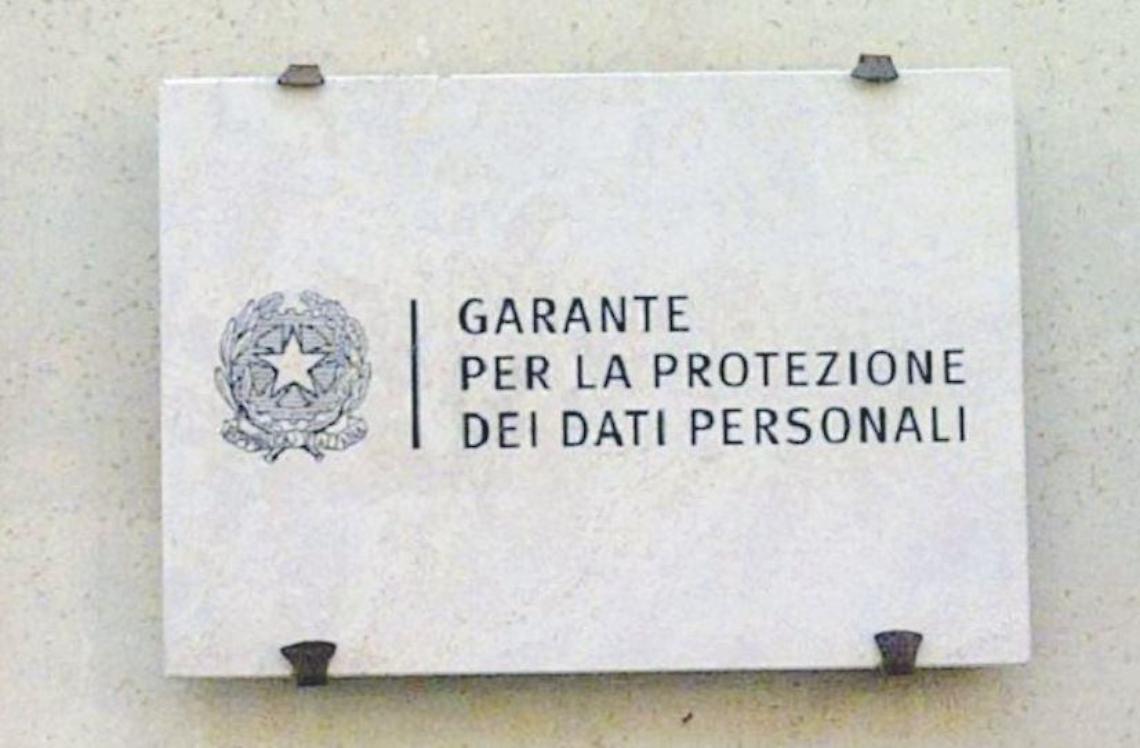 GARANTE
PER LA PROTEZIONE
DEI DATI PERSONALI